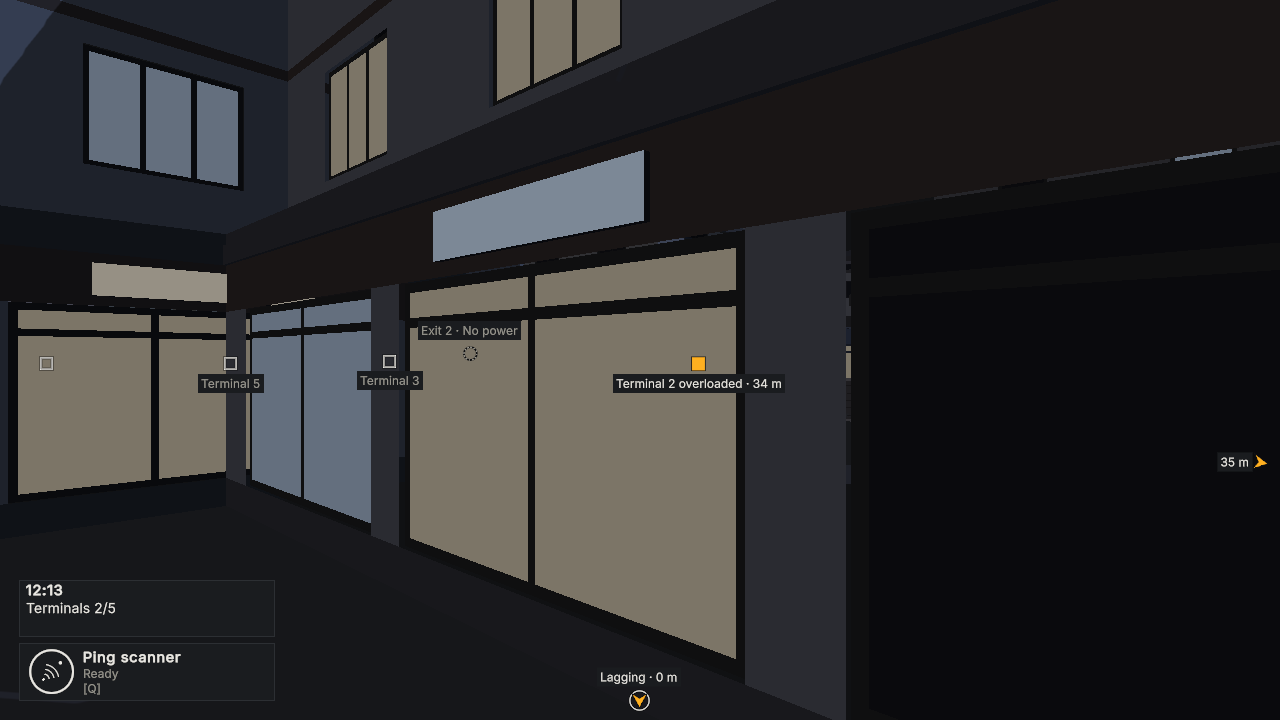 Exit 2 · No power
Terminal 5
Terminal 3
Terminal 2 overloaded · 34 m
35 m
12:13
Terminals 2/5
Ping scanner
Ready
[Q]
Lagging · 0 m